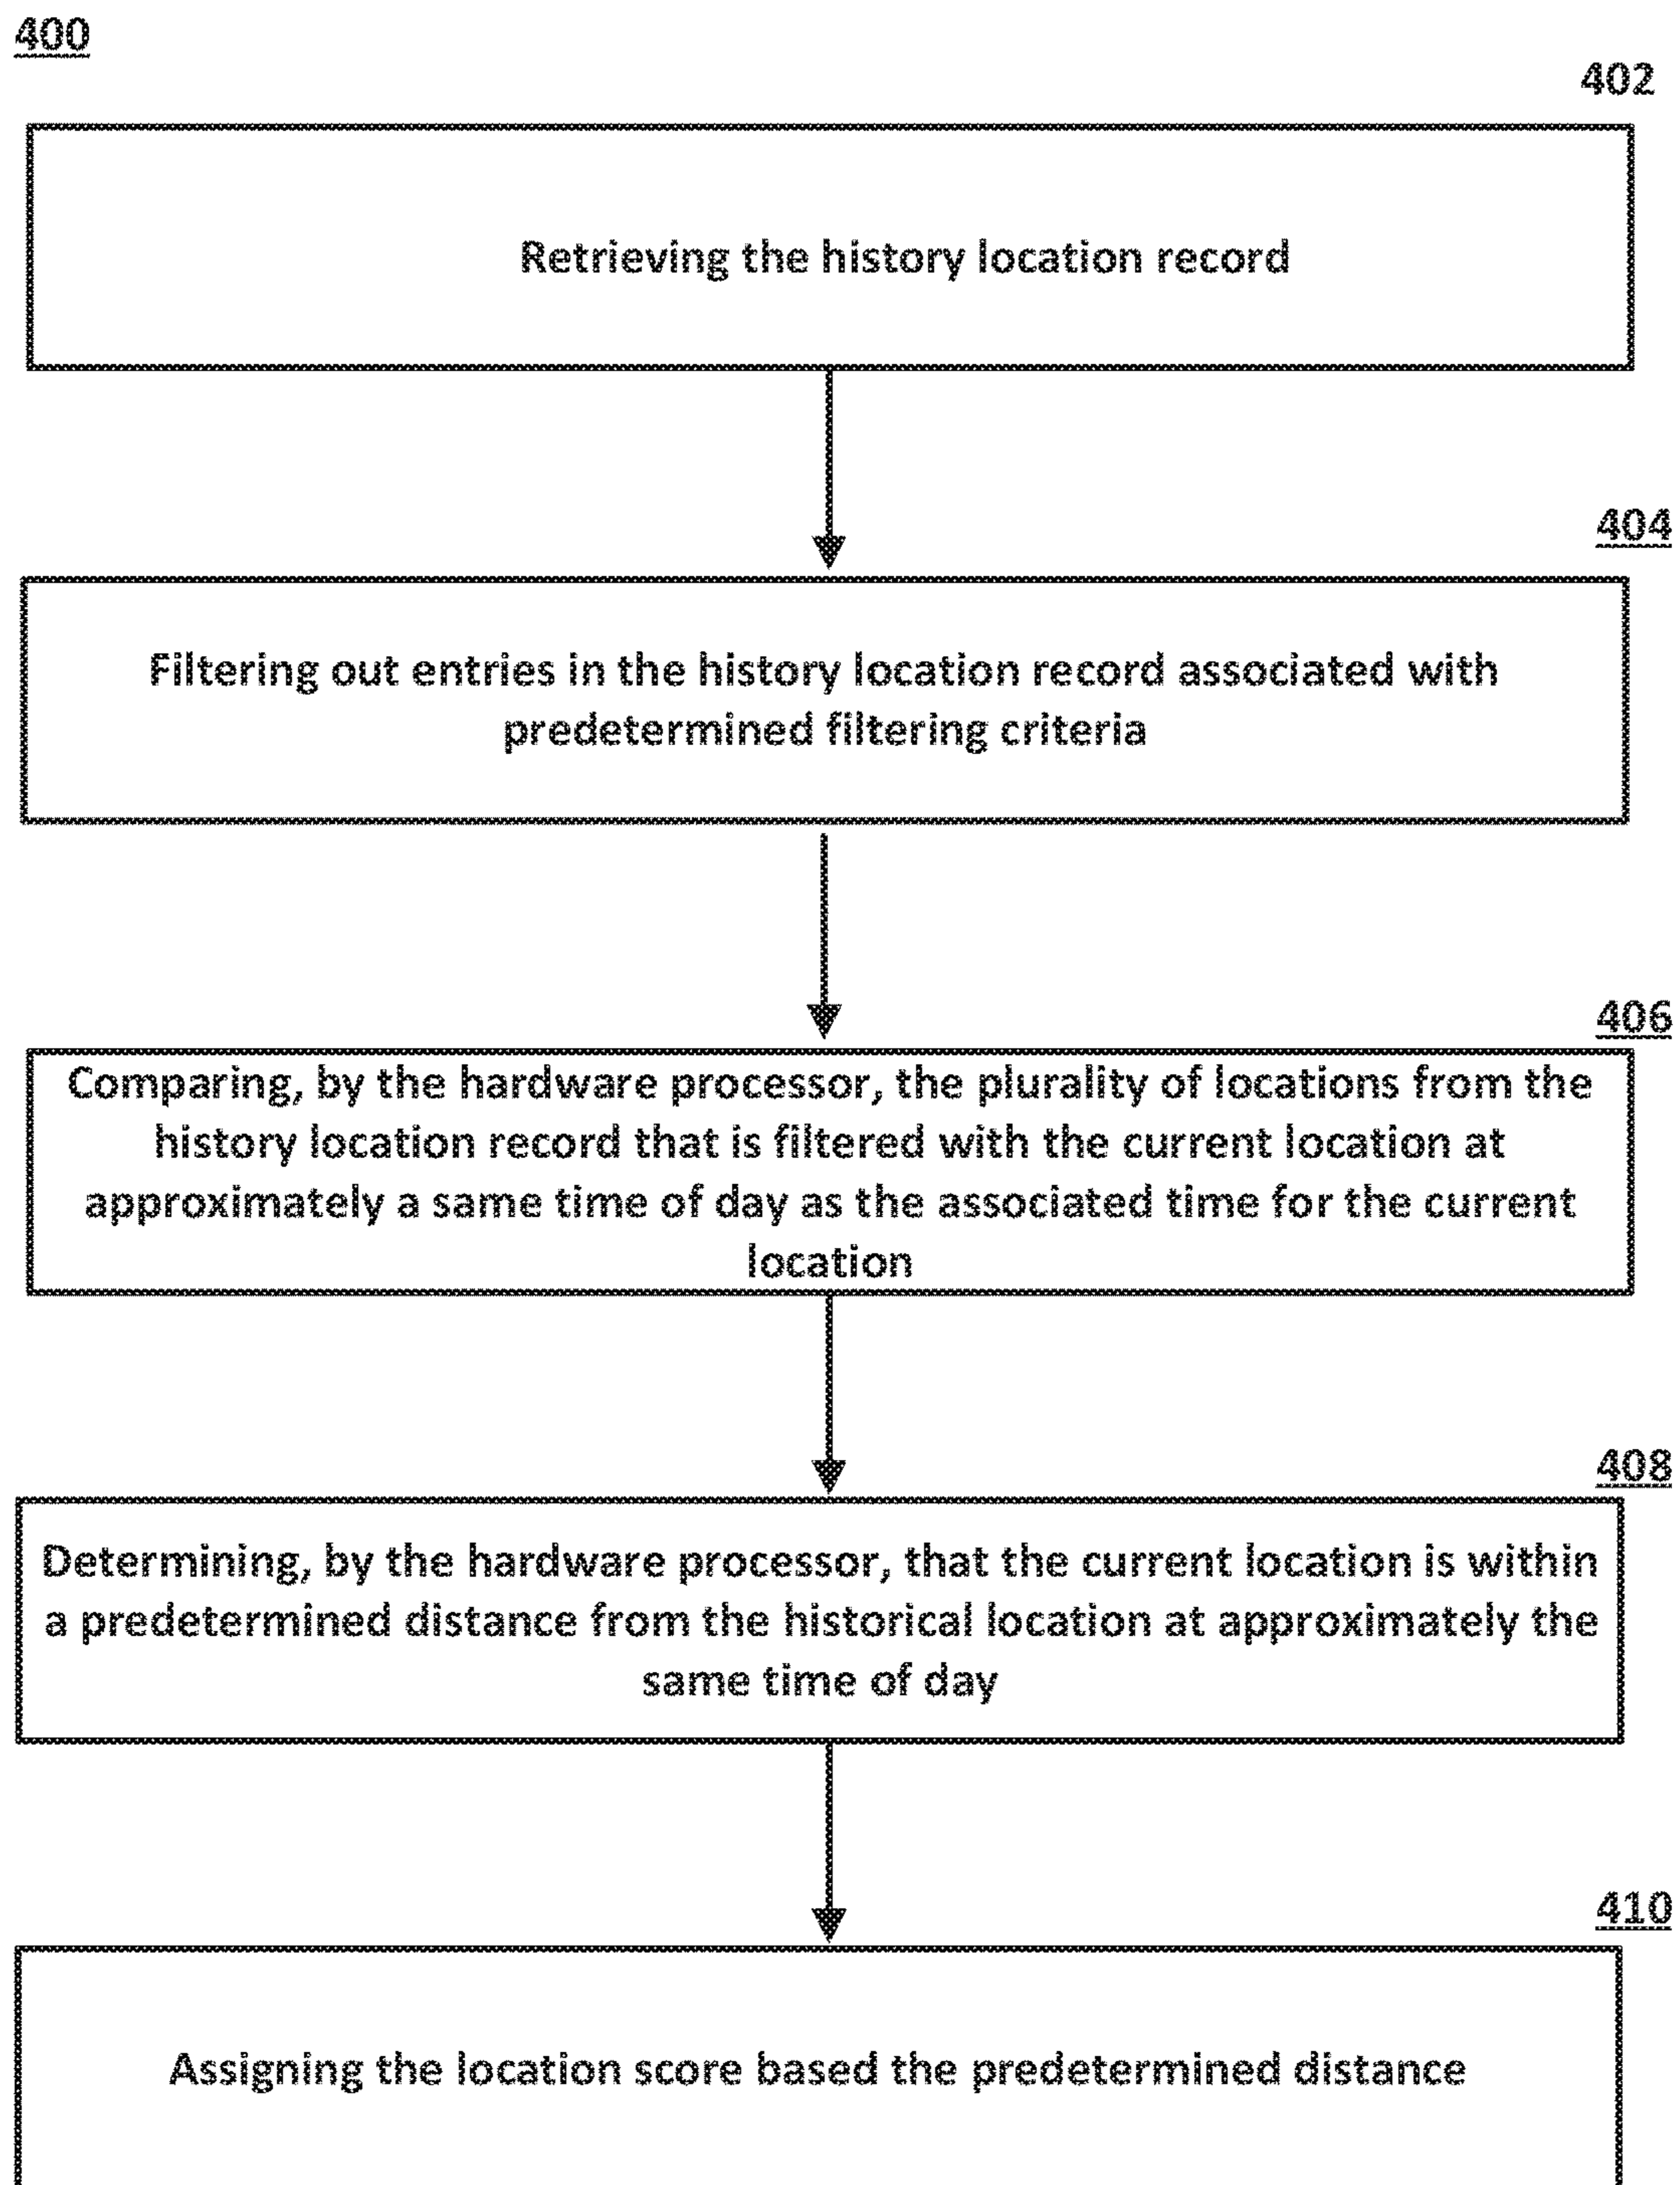 400
402
Retrieving the history location record
404
Filtering out entries in the history location record associated with
predetermined filtering criteria
406
Comparing, by the hardware processor, the plurality of locations from the
history location record that is filtered with the current location at
approximately a same time of day as the associated time for the current
location
408
Determining, by the hardware processor, that the current location is within
a predetermined distance from the historical location at approximately the
same time of day
410
Assigning the location score based the predetermined distance